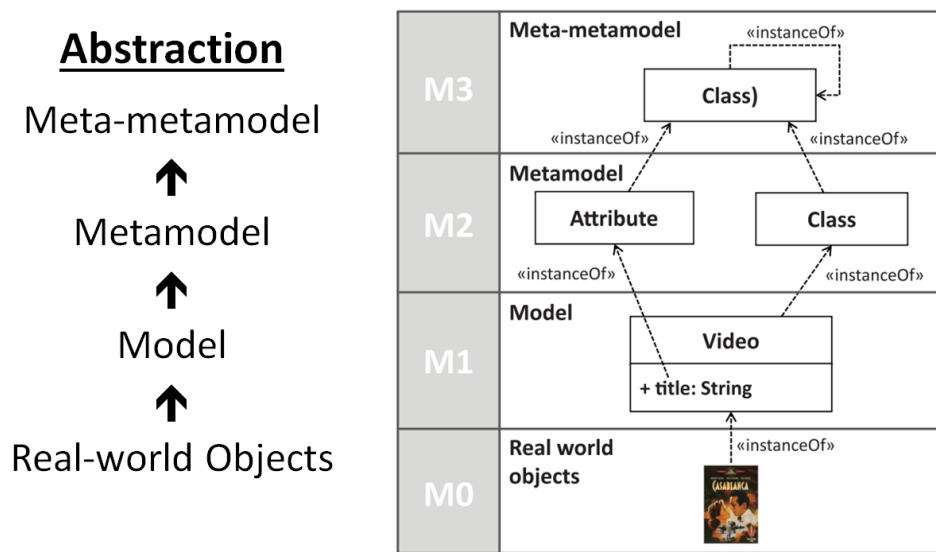 Abstraction
Meta-metamodel
Metamodel
Model
Real-world Objects
M3
Meta-metamodel
«instanceOf»
Class)
«instanceOf»
«instanceOf»
M2
Metamodel
Attribute
Class
«instanceOf»
«instanceOf»
M1
Model
Video
+ title: String
M0
Real world
objects
«instanceOf»
CASABLANCA